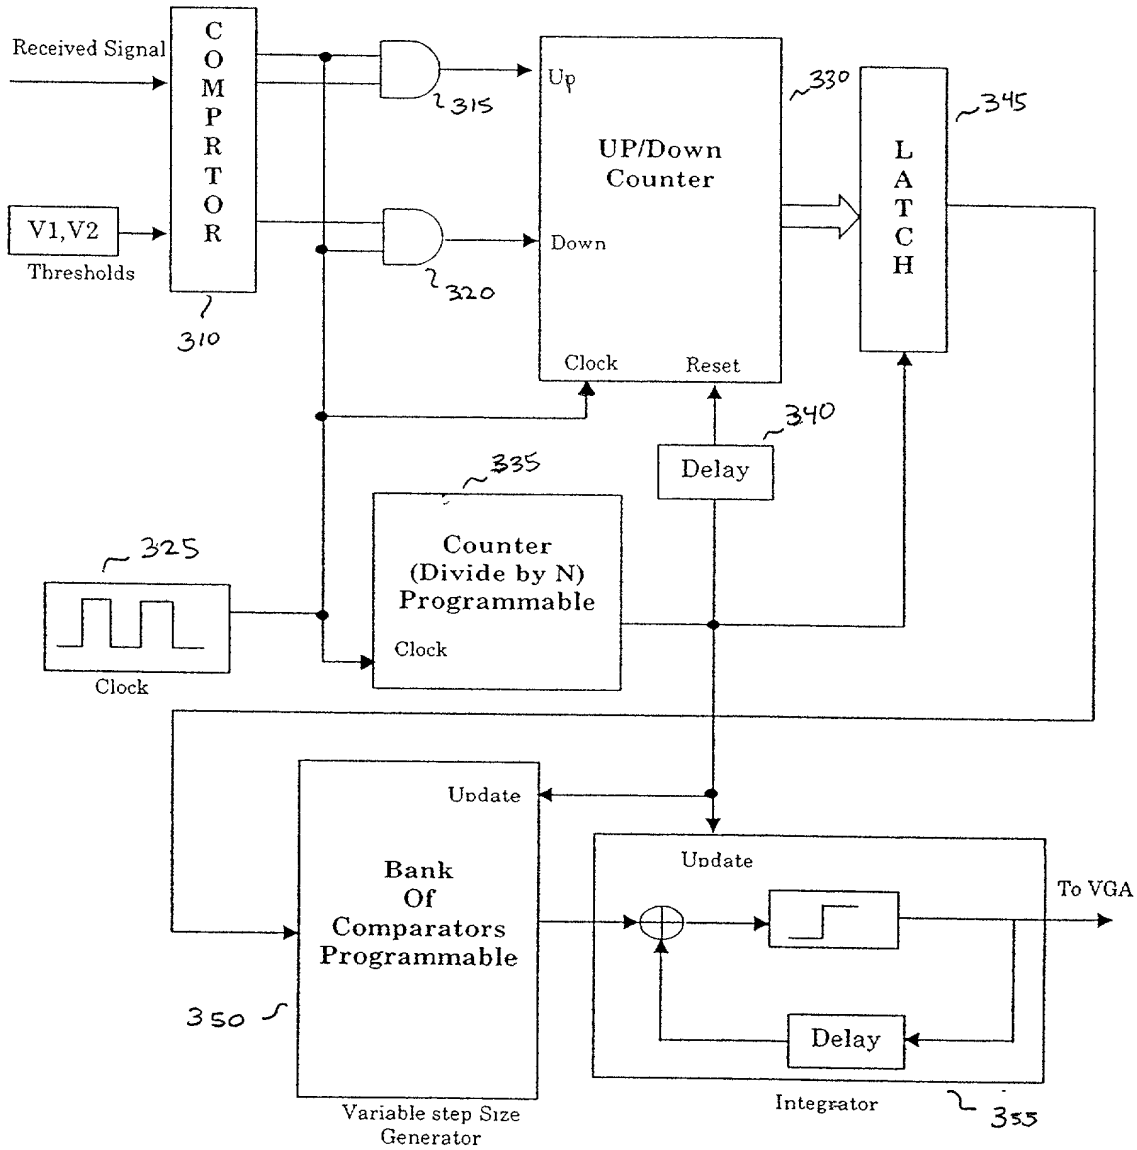 Received Signal
COMPRTOR
V1,V2
Thresholds
310
315
320
Up
UP/Down
Counter
Down
Clock
Reset
330
LATCH
345
340
Delay
335
Counter
(Divide by N)
Programmable
Clock
325
Clock
Update
Bank
Of
Comparators
Programmable
350
Variable step Size
Generator
Update
To VGA
Delay
Integrator
355